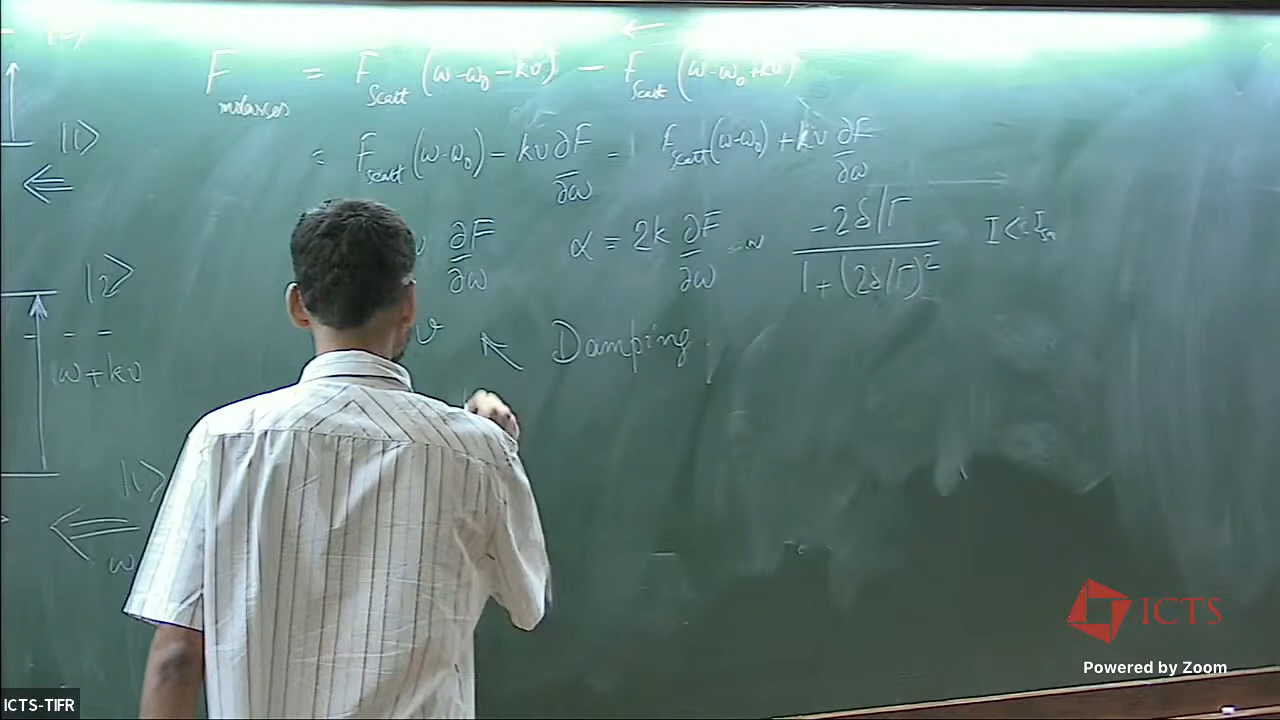 F_molasses = F_scatt (ω-ω₀-kv) - F_scatt (ω-ω₀+kv)
= F_scatt (ω-ω₀) - kv ∂F/∂ω - F_scatt (ω-ω₀) + kv ∂F/∂ω
|1⟩
∂F/∂ω α = 2k ∂F/∂ω -2δ/Γ / 1+(2δ/Γ)² I <<
|2⟩
v Damping.
ω+kv
|1⟩
ω
ICTS
Powered by Zoom
ICTS-TIFR